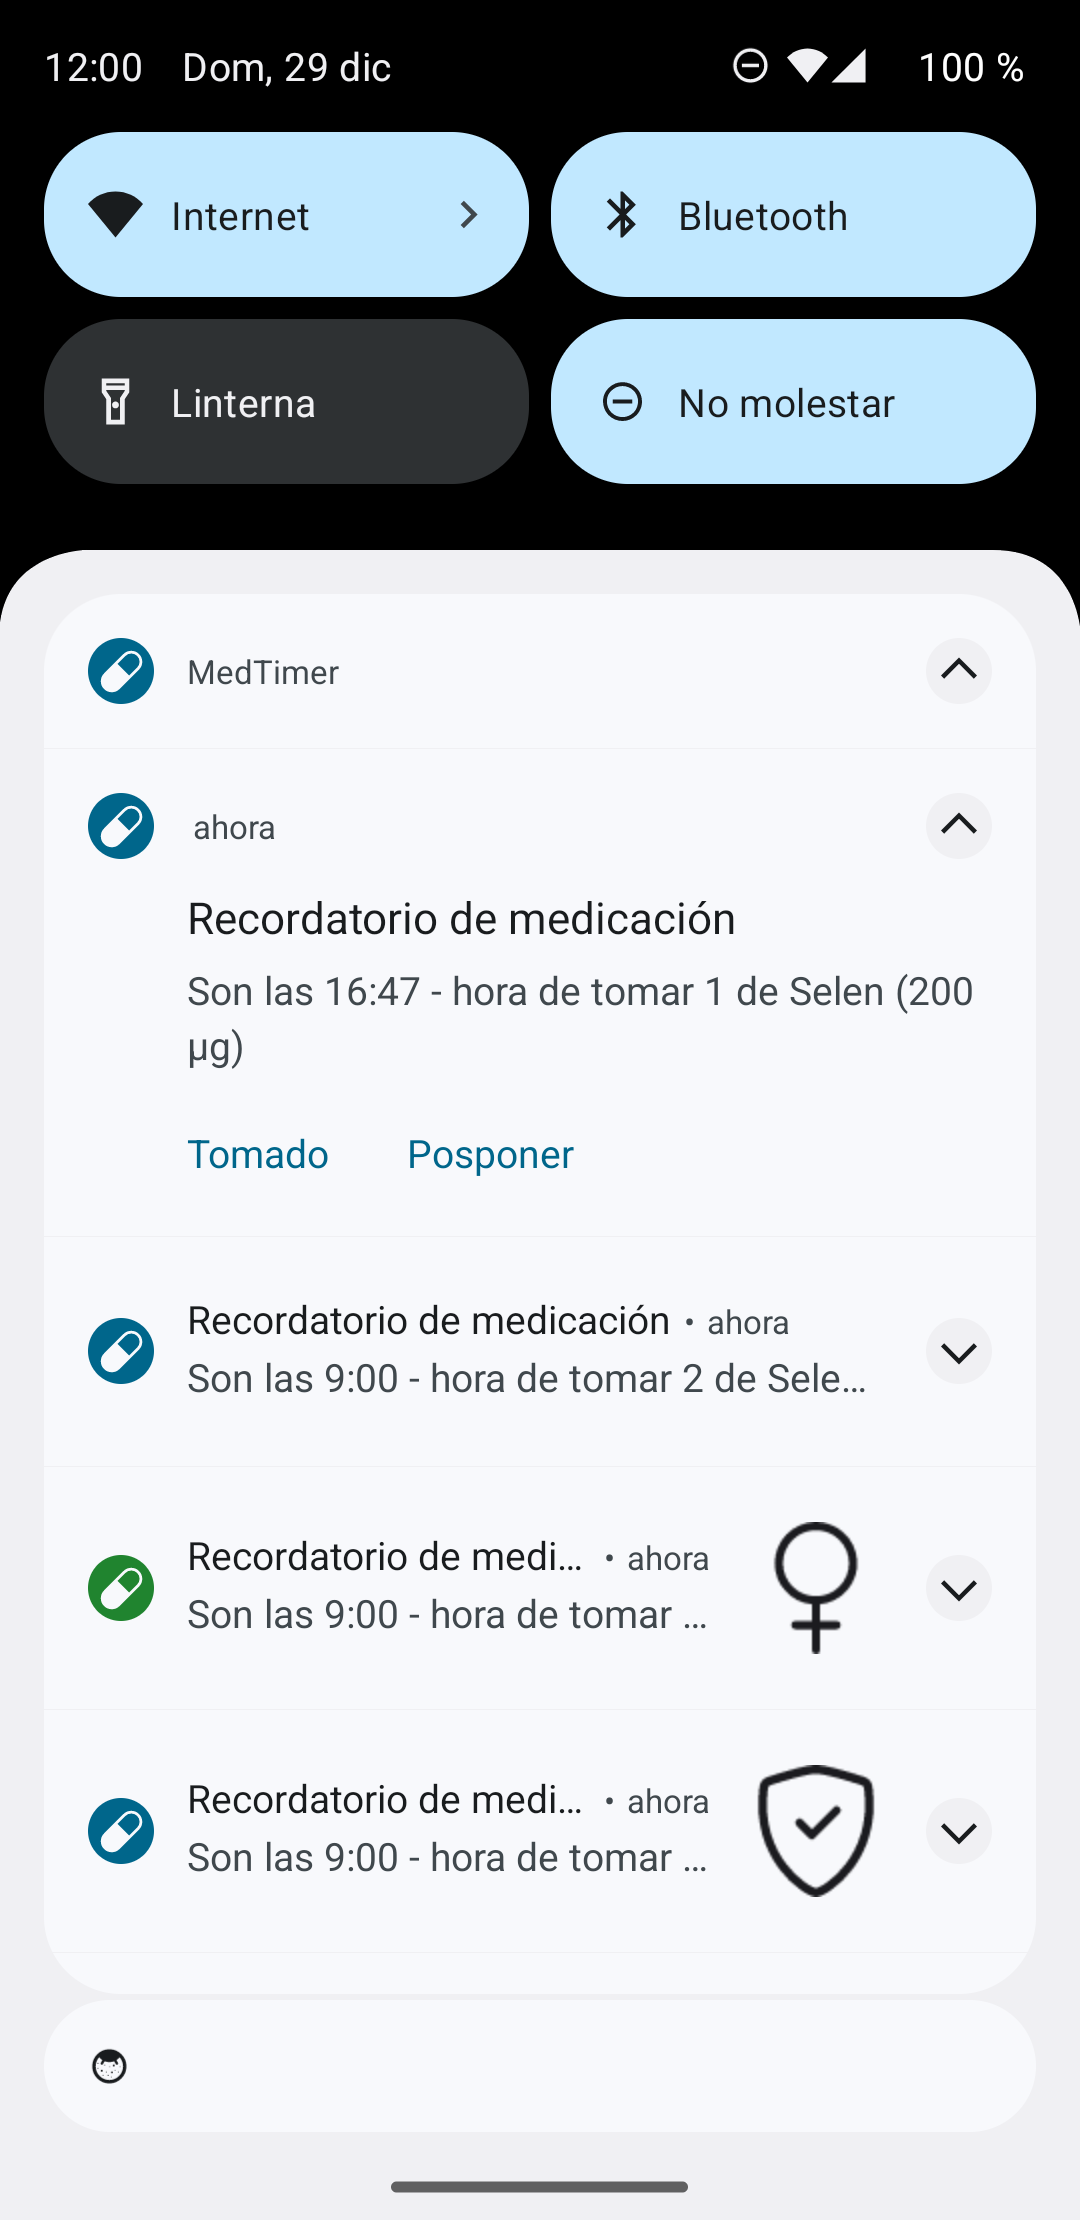 12:00 Dom, 29 dic 100 %
Internet
Bluetooth
Linterna
No molestar
MedTimer
ahora
Recordatorio de medicación
Son las 16:47 - hora de tomar 1 de Selen (200
µg)
Tomado Posponer
Recordatorio de medicación • ahora
Son las 9:00 - hora de tomar 2 de Sele…
Recordatorio de medi… • ahora
Son las 9:00 - hora de tomar …
Recordatorio de medi… • ahora
Son las 9:00 - hora de tomar …